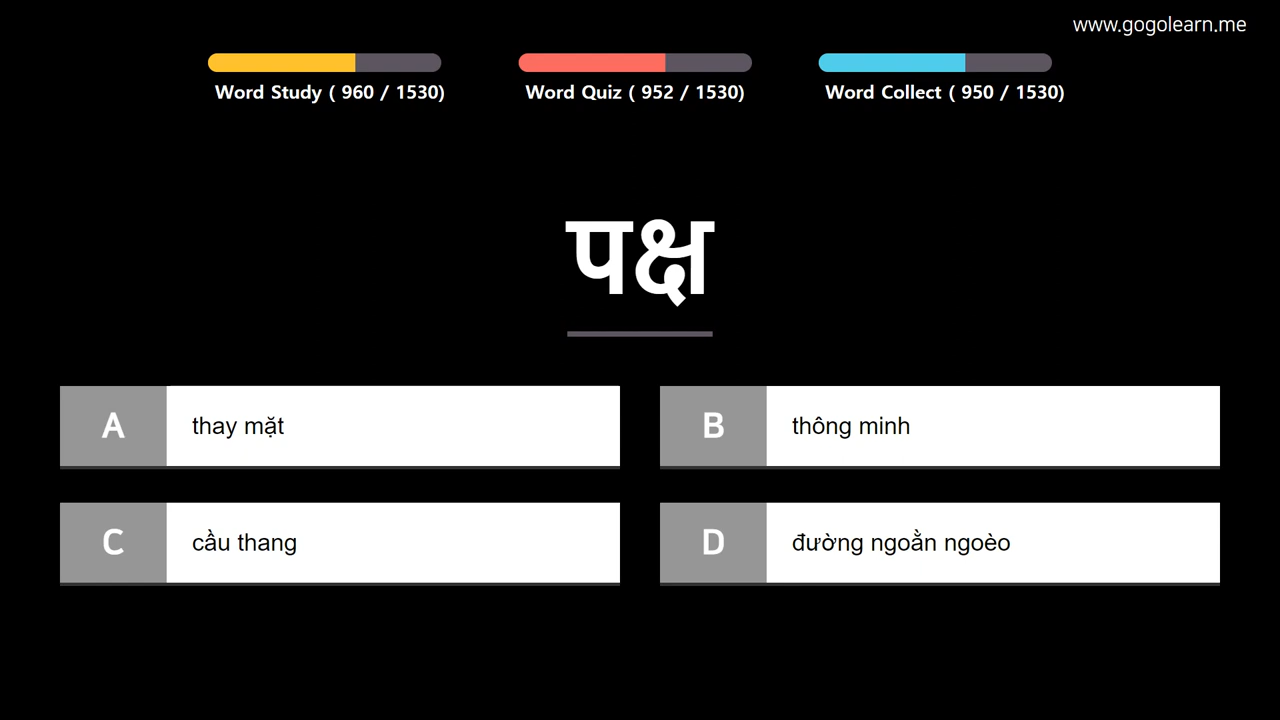 www.gogolearn.me
Word Study ( 960 / 1530)
Word Quiz ( 952 / 1530)
Word Collect ( 950 / 1530)
पक्ष
A thay mặt
B thông minh
C cầu thang
D đường ngoằn ngoèo